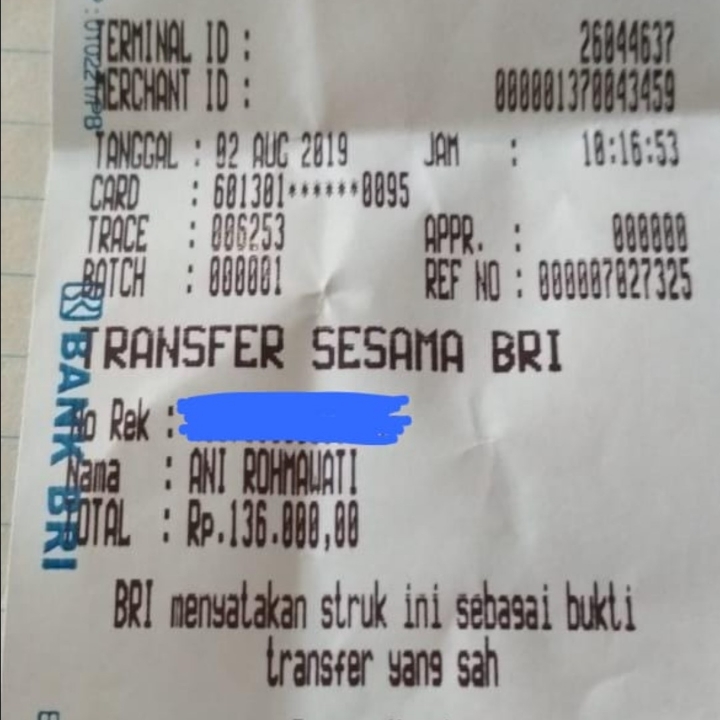 TERMINAL ID : 26044637
MERCHANT ID : 000001370043459
TANGGAL : 02 AUG 2019 JAM : 10:16:53
CARD : 601301******0095
TRACE : 006253 APPR. : 000000
BATCH : 000001 REF NO : 000007027325
TRANSFER SESAMA BRI
No Rek :
Nama : ANI ROHMAWATI
TOTAL : Rp.136.000,00
BRI menyatakan struk ini sebagai bukti
transfer yang sah
BANK BRI